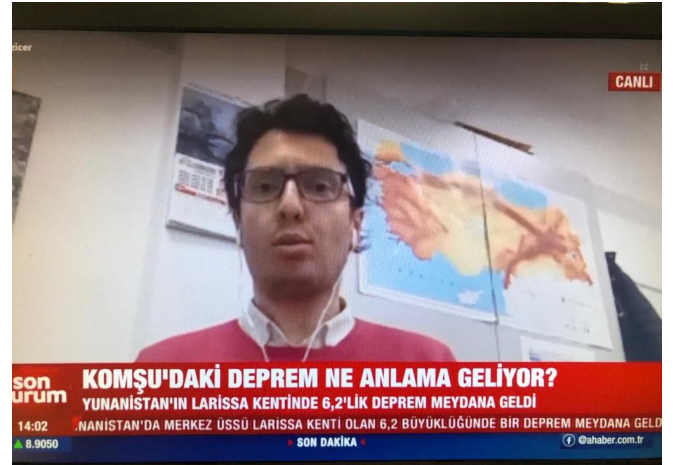 zicer
CANLI
KOMŞU'DAKİ DEPREM NE ANLAMA GELİYOR?
son
urum
YUNANİSTAN'IN LARİSSA KENTİNDE 6,2'LİK DEPREM MEYDANA GELDİ
14:02
.NANİSTAN'DA MERKEZ ÜSSÜ LARİSSA KENTİ OLAN 6,2 BÜYÜKLÜĞÜNDE BİR DEPREM MEYDANA GELD
▲ 8.9050
SON DAKİKA
@ahaber.com.tr